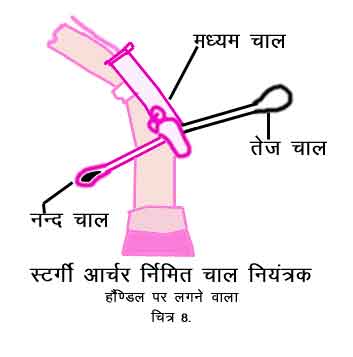 मध्यम चाल
तेज चाल
नन्द चाल
स्टर्गी आर्चर र्निमित चाल नियंत्रक
हौण्डिल पर लगने वाला
चित्र 8.